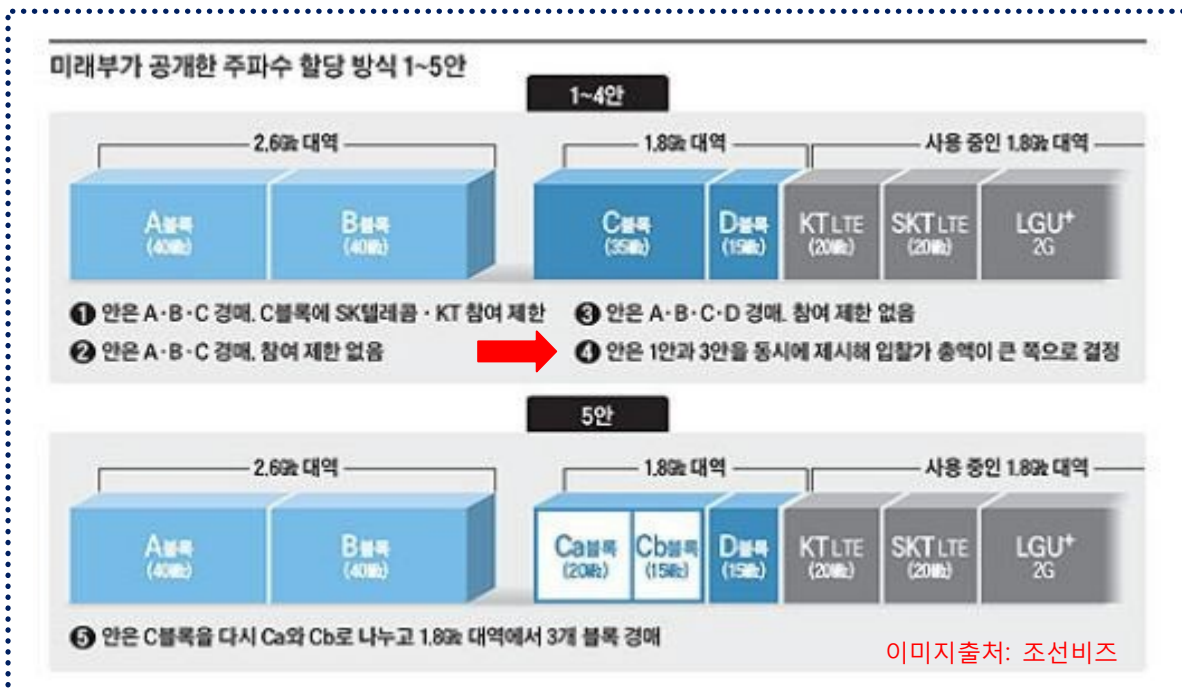 미래부가 공개한 주파수 할당 방식 1~5안
1~4안
2.6㎓ 대역
1.8㎓ 대역
사용 중인 1.8㎓ 대역
A블록
(40㎒)
B블록
(40㎒)
C블록
(35㎒)
D블록
(15㎒)
KT LTE
(20㎒)
SKT LTE
(20㎒)
LGU+
2G
❶ 안은 A·B·C 경매, C블록에 SK텔레콤·KT 참여 제한
❷ 안은 A·B·C 경매, 참여 제한 없음
❸ 안은 A·B·C·D 경매. 참여 제한 없음
❹ 안은 1안과 3안을 동시에 제시해 입찰가 총액이 큰 쪽으로 결정
5안
2.6㎓ 대역
1.8㎓ 대역
사용 중인 1.8㎓ 대역
A블록
(40㎒)
B블록
(40㎒)
Ca블록
(20㎒)
Cb블록
(15㎒)
D블록
(15㎒)
KT LTE
(20㎒)
SKT LTE
(20㎒)
LGU+
2G
❺ 안은 C블록을 다시 Ca와 Cb로 나누고 1.8㎓ 대역에서 3개 블록 경매
이미지출처: 조선비즈